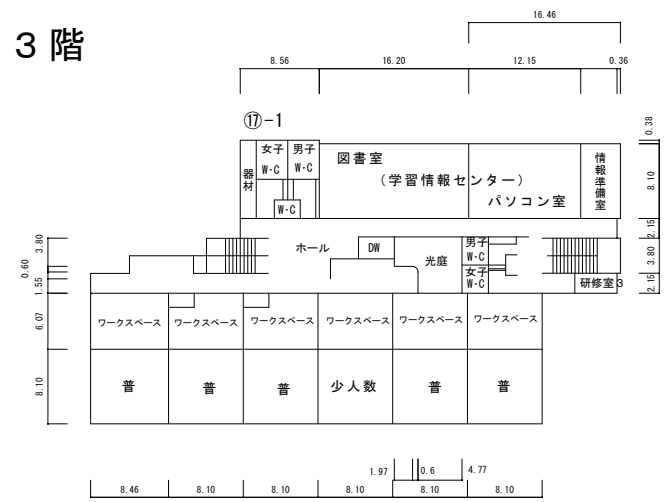 3階
16.46
8.56 16.20 12.15 0.36
⑰-1
0.38
8.10
2.15
3.80
2.15
器材
女子 W・C
男子 W・C
W・C
図書室
(学習情報センター)
パソコン室
情報準備室
3.80
0.60
1.55
6.07
8.10
ホール
DW
光庭
男子 W・C
女子 W・C
研修室3
ワークスペース ワークスペース ワークスペース ワークスペース ワークスペース ワークスペース
普 普 普 少人数 普 普
1.97 0.6 4.77
8.46 8.10 8.10 8.10 8.10 8.10